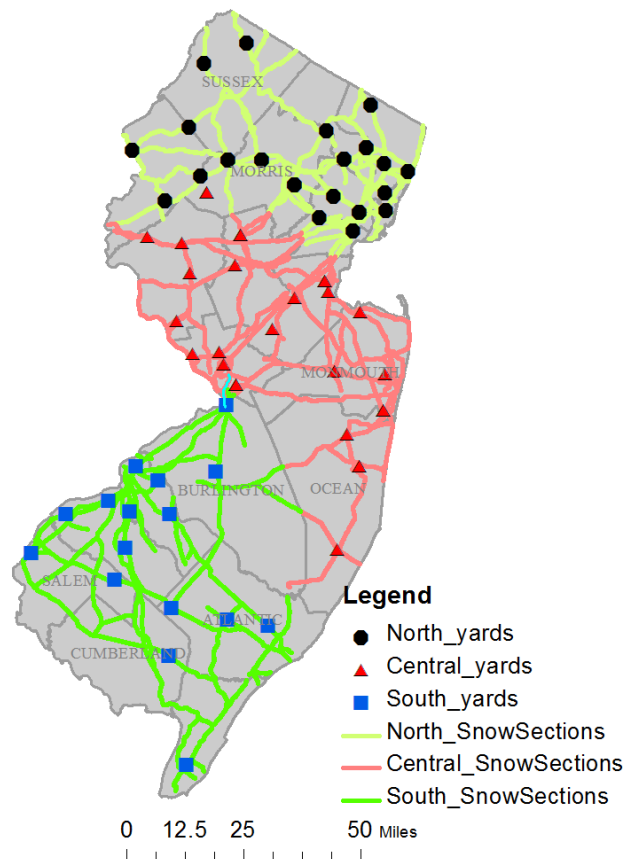 SUSSEX
MORRIS
MONMOUTH
BURLINGTON
OCEAN
SALEM
ATLANTIC
CUMBERLAND
Legend
North_yards
Central_yards
South_yards
North_SnowSections
Central_SnowSections
South_SnowSections
0 12.5 25 50 Miles